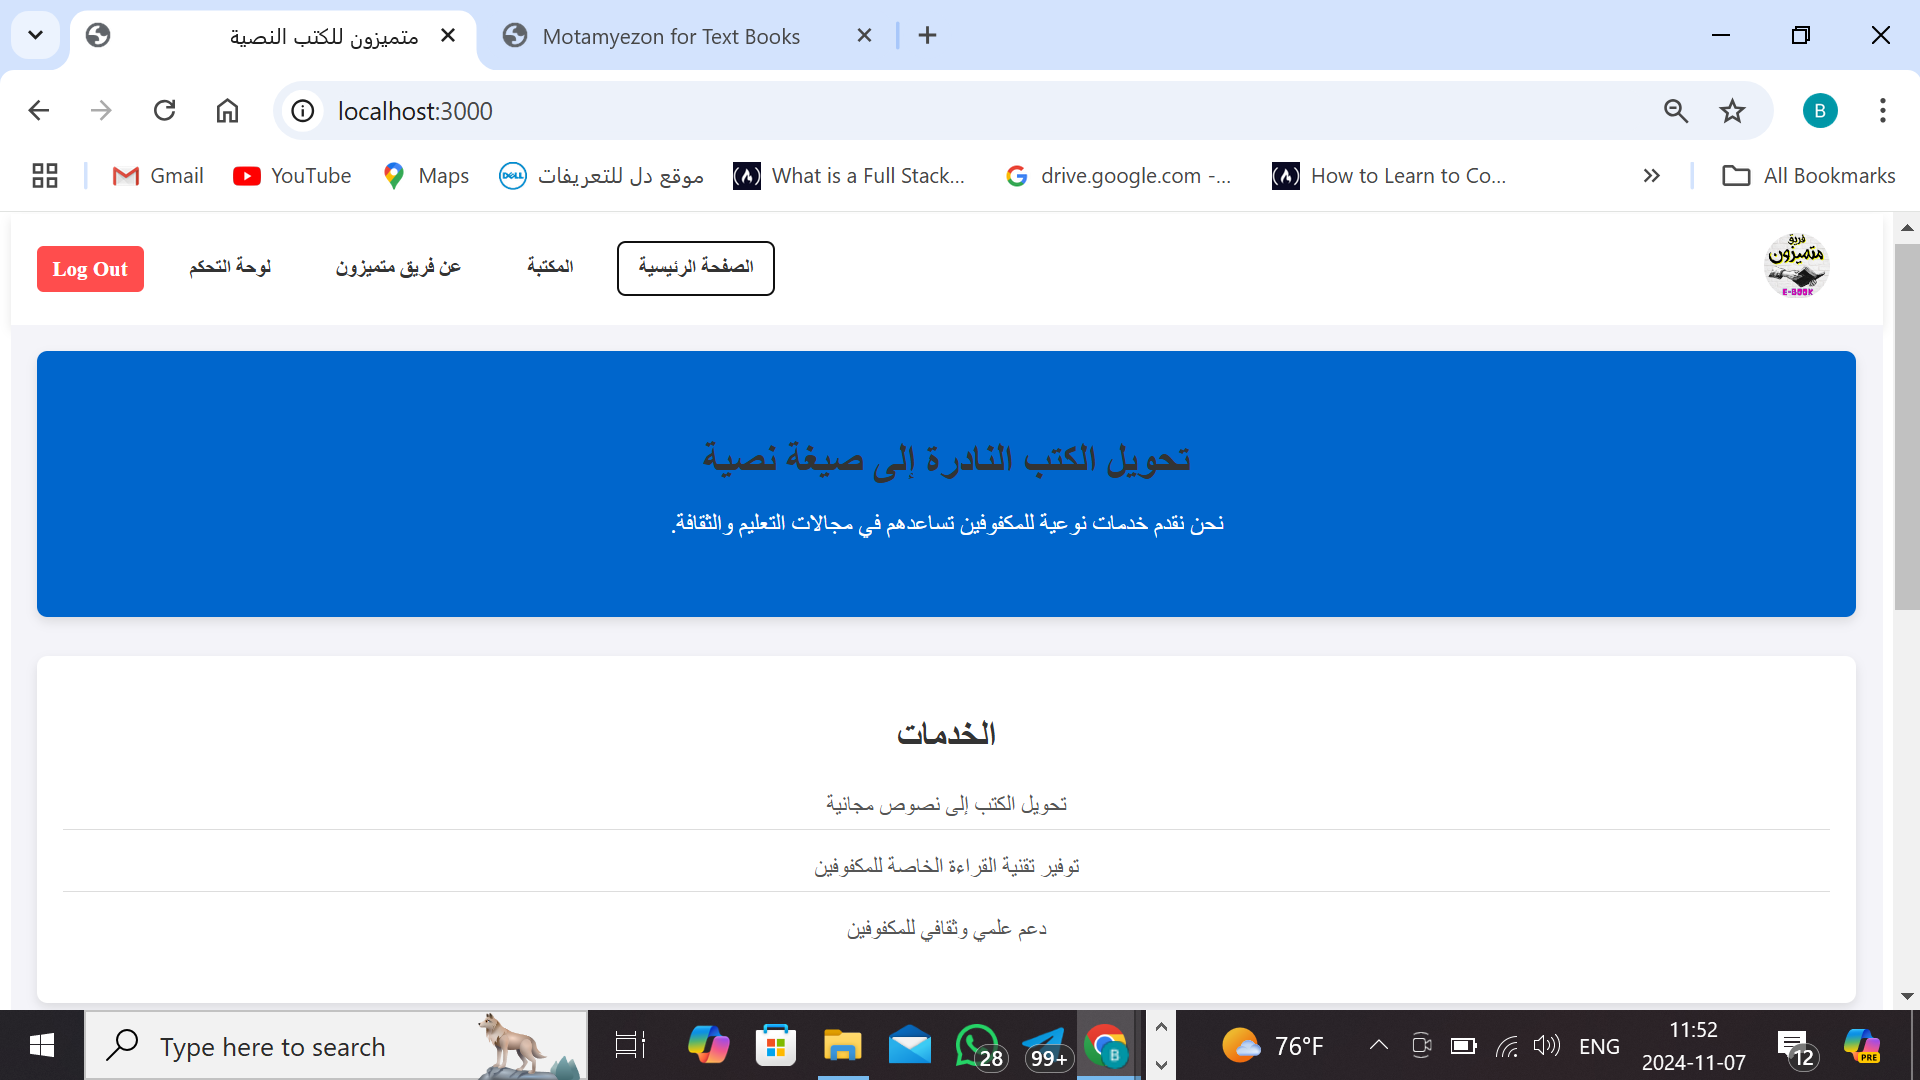 متميزون للكتب النصية
Motamyezon for Text Books
localhost:3000
B
Gmail
YouTube
Maps
DELL
موقع دل للتعريفات
What is a Full Stack...
drive.google.com -...
How to Learn to Co...
All Bookmarks
فريق
متميزون
E-BOOK
الصفحة الرئيسية
المكتبة
عن فريق متميزون
لوحة التحكم
Log Out
تحويل الكتب النادرة إلى صيغة نصية
نحن نقدم خدمات نوعية للمكفوفين تساعدهم في مجالات التعليم والثقافة.
الخدمات
تحويل الكتب إلى نصوص مجانية
توفير تقنية القراءة الخاصة للمكفوفين
دعم علمي وثقافي للمكفوفين
Type here to search
28
99+
B
76°F
ENG
11:52
2024-11-07
12
PRE